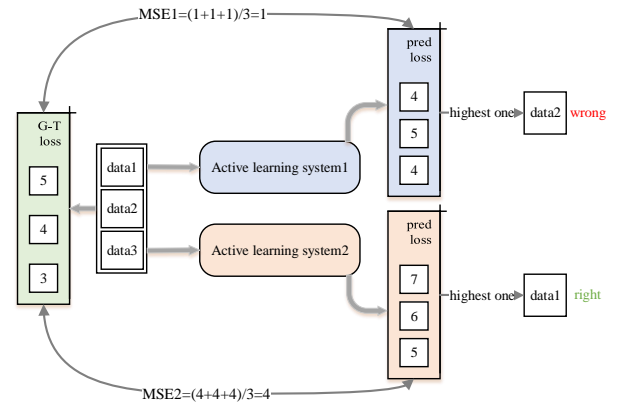 MSE1=(1+1+1)/3=1
pred
loss
4
5
4
highest one
data2
wrong
G-T
loss
5
4
3
data1
data2
data3
Active learning system1
Active learning system2
pred
loss
7
6
5
highest one
data1
right
MSE2=(4+4+4)/3=4